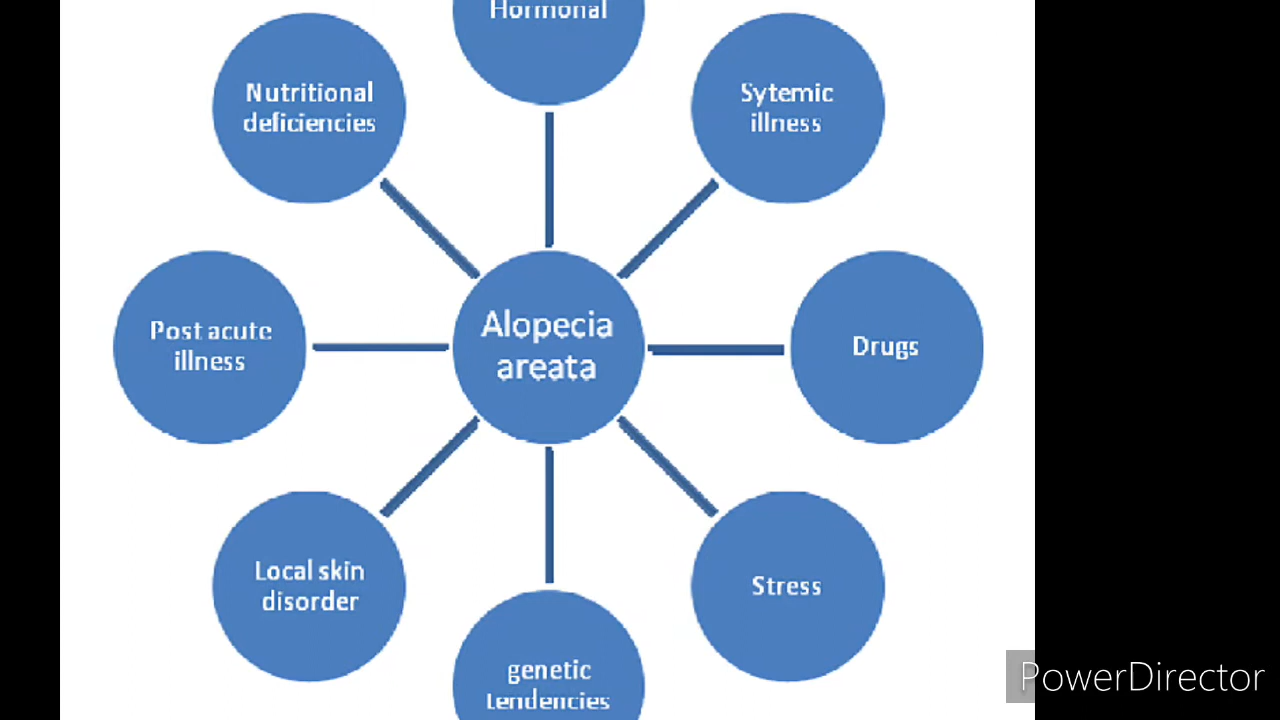 Hormonal
Nutritional
deficiencies
Sytemic
illness
Post acute
illness
Alopecia
areata
Drugs
Local skin
disorder
Stress
genetic
tendencies
PowerDirector